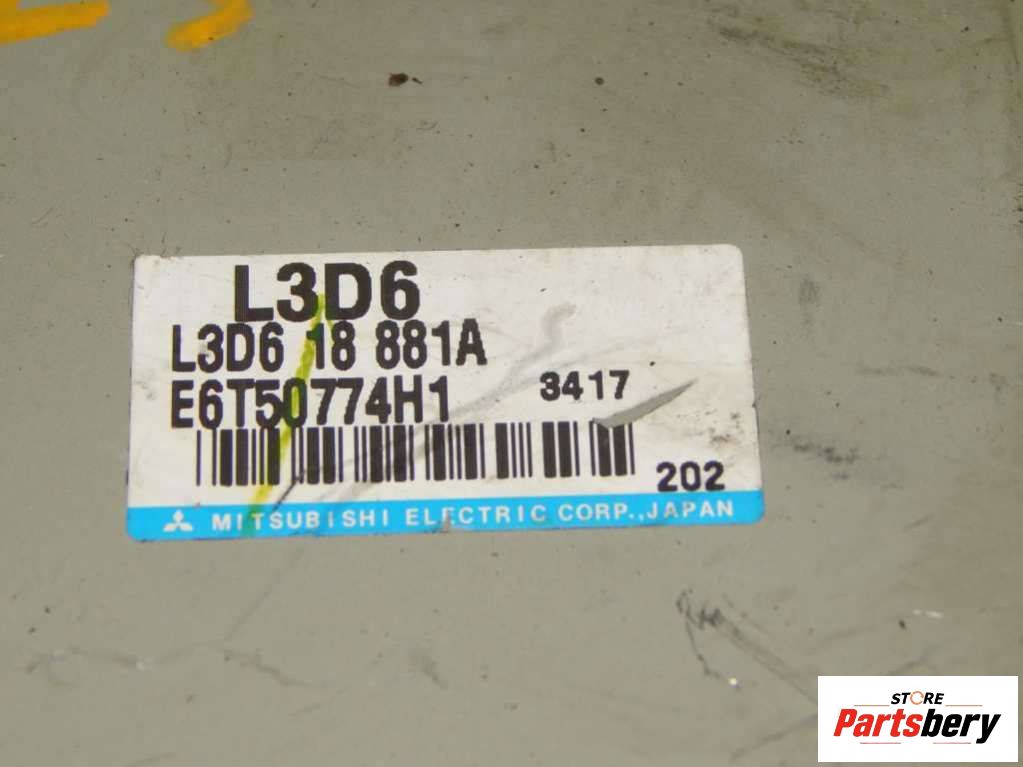 L3D6
L3D6 18 881A
E6T50774H1 3417
202
MITSUBISHI ELECTRIC CORP., JAPAN
STORE
Partsbery